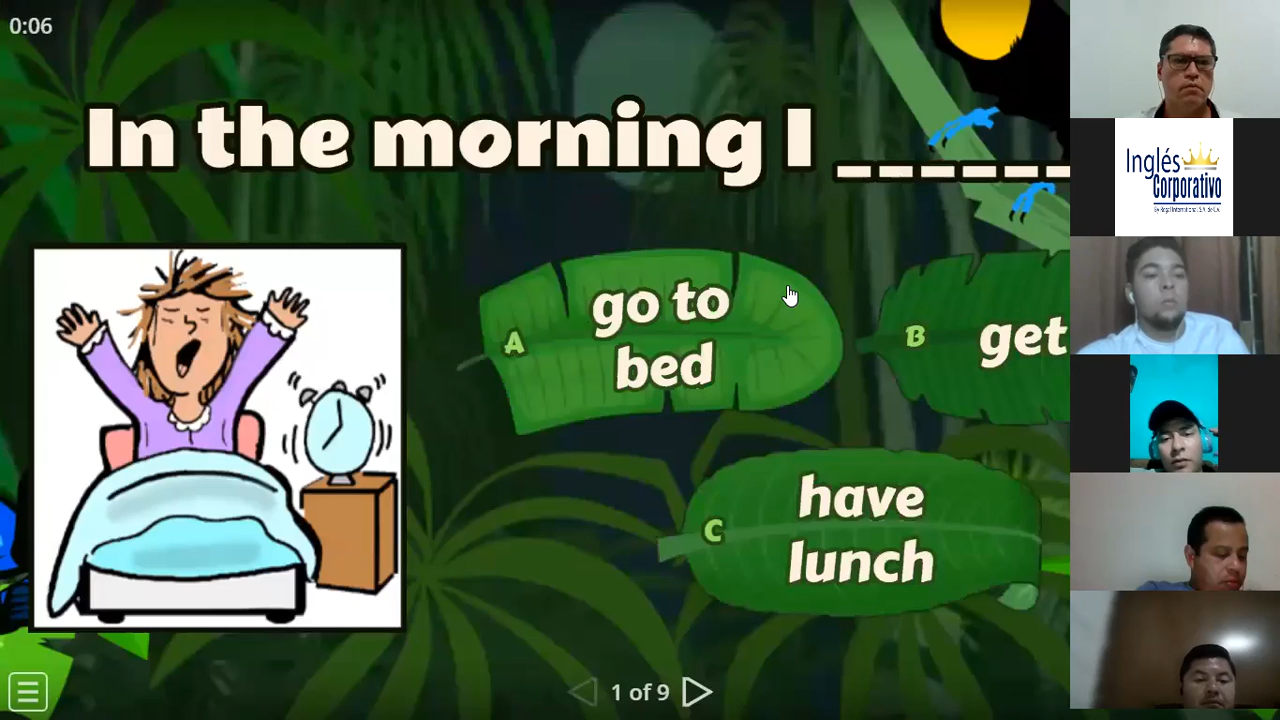 0:06
In the morning I ______
A
go to
bed
B
get
C
have
lunch
1 of 9
Inglés
Corporativo